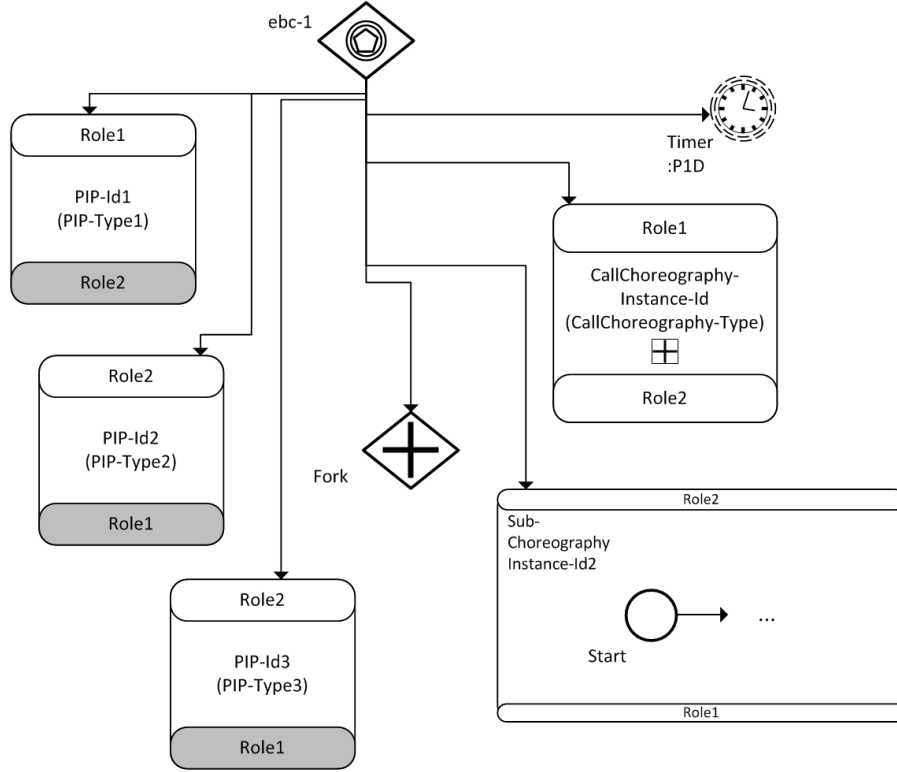 ebc-1
Role1
PIP-Id1
(PIP-Type1)
Role2
Timer
:P1D
Role1
CallChoreography-
Instance-Id
(CallChoreography-Type)
Role2
Role2
PIP-Id2
(PIP-Type2)
Role1
Fork
Role2
Sub-
Choreography
Instance-Id2
Start
...
Role1
Role2
PIP-Id3
(PIP-Type3)
Role1